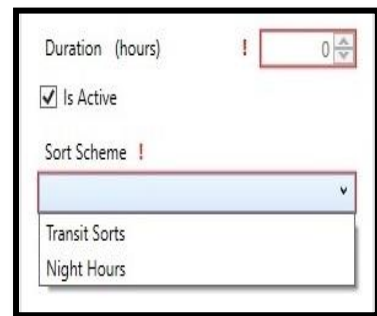 Duration (hours) ! 0
Is Active
Sort Scheme !
Transit Sorts
Night Hours